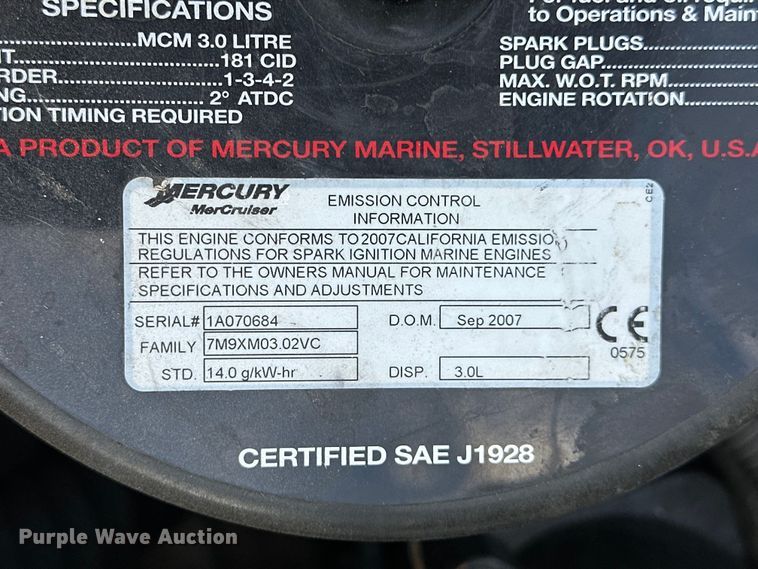 SPECIFICATIONS
MCM 3.0 LITRE
181 CID
1-3-4-2
2° ATDC
TIMING REQUIRED
to Operations &
SPARK PLUGS
PLUG GAP
MAX. W.O.T. RPM
ENGINE ROTATION
A PRODUCT OF MERCURY MARINE, STILLWATER, OK, U.S.A
MERCURY
MerCruiser
EMISSION CONTROL
INFORMATION
CE2
THIS ENGINE CONFORMS TO 2007CALIFORNIA EMISSIO
REGULATIONS FOR SPARK IGNITION MARINE ENGINES
REFER TO THE OWNERS MANUAL FOR MAINTENANCE
SPECIFICATIONS AND ADJUSTMENTS
SERIAL# 1A070684 D.O.M. Sep 2007
FAMILY 7M9XM03.02VC
STD. 14.0 g/kW-hr DISP. 3.0L
CE
0575
CERTIFIED SAE J1928
Purple Wave Auction